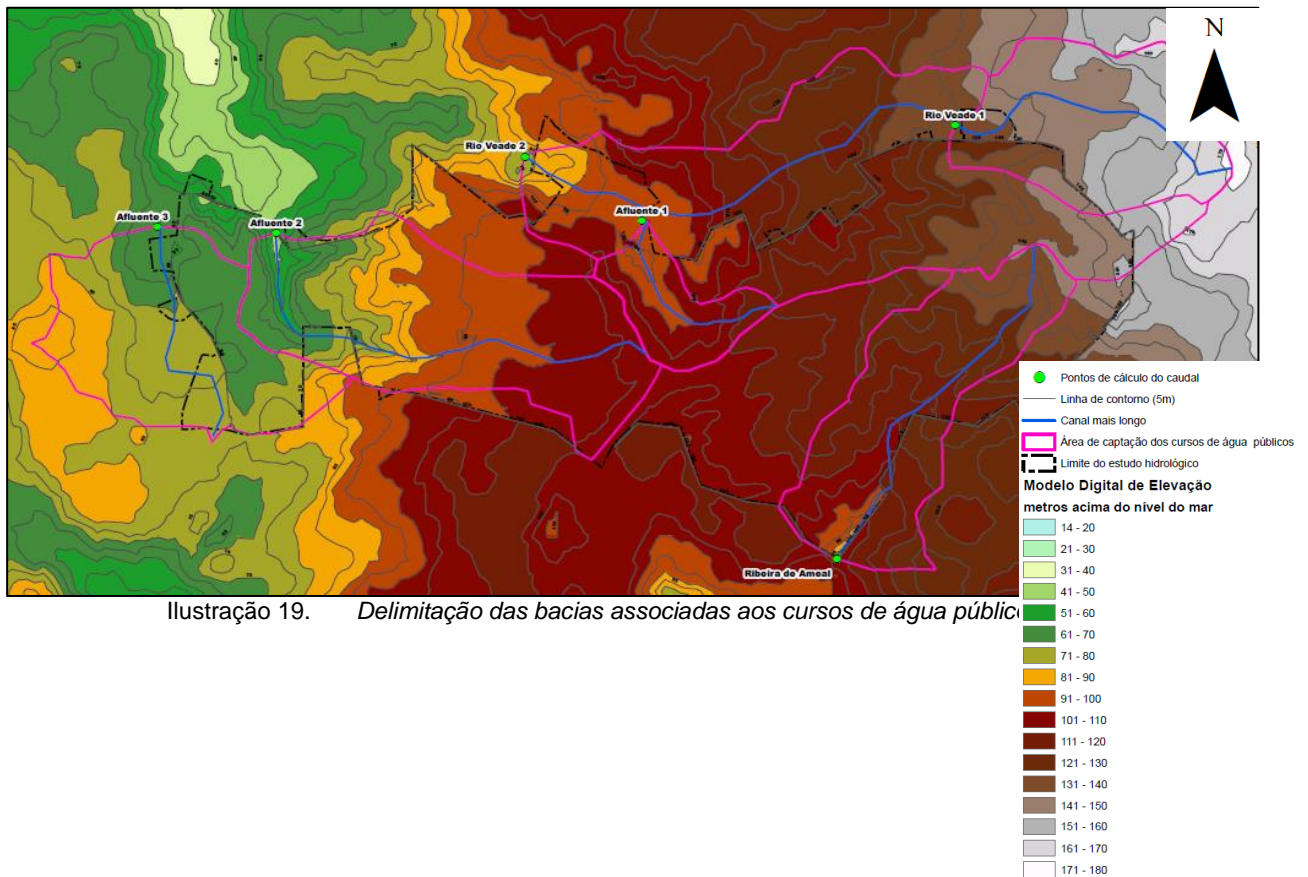 N
Rio Veade 1
Rio Veade 2
Afluente 3
Afluente 2
Afluente 1
Ribeira de Ameal
Pontos de cálculo do caudal
Linha de contorno (5m)
Canal mais longo
Área de captação dos cursos de água públicos
Limite do estudo hidrológico
Modelo Digital de Elevação
metros acima do nível do mar
14 - 20
21 - 30
31 - 40
41 - 50
51 - 60
61 - 70
71 - 80
81 - 90
91 - 100
101 - 110
111 - 120
121 - 130
131 - 140
141 - 150
151 - 160
161 - 170
171 - 180
Ilustração 19. Delimitação das bacias associadas aos cursos de água públic